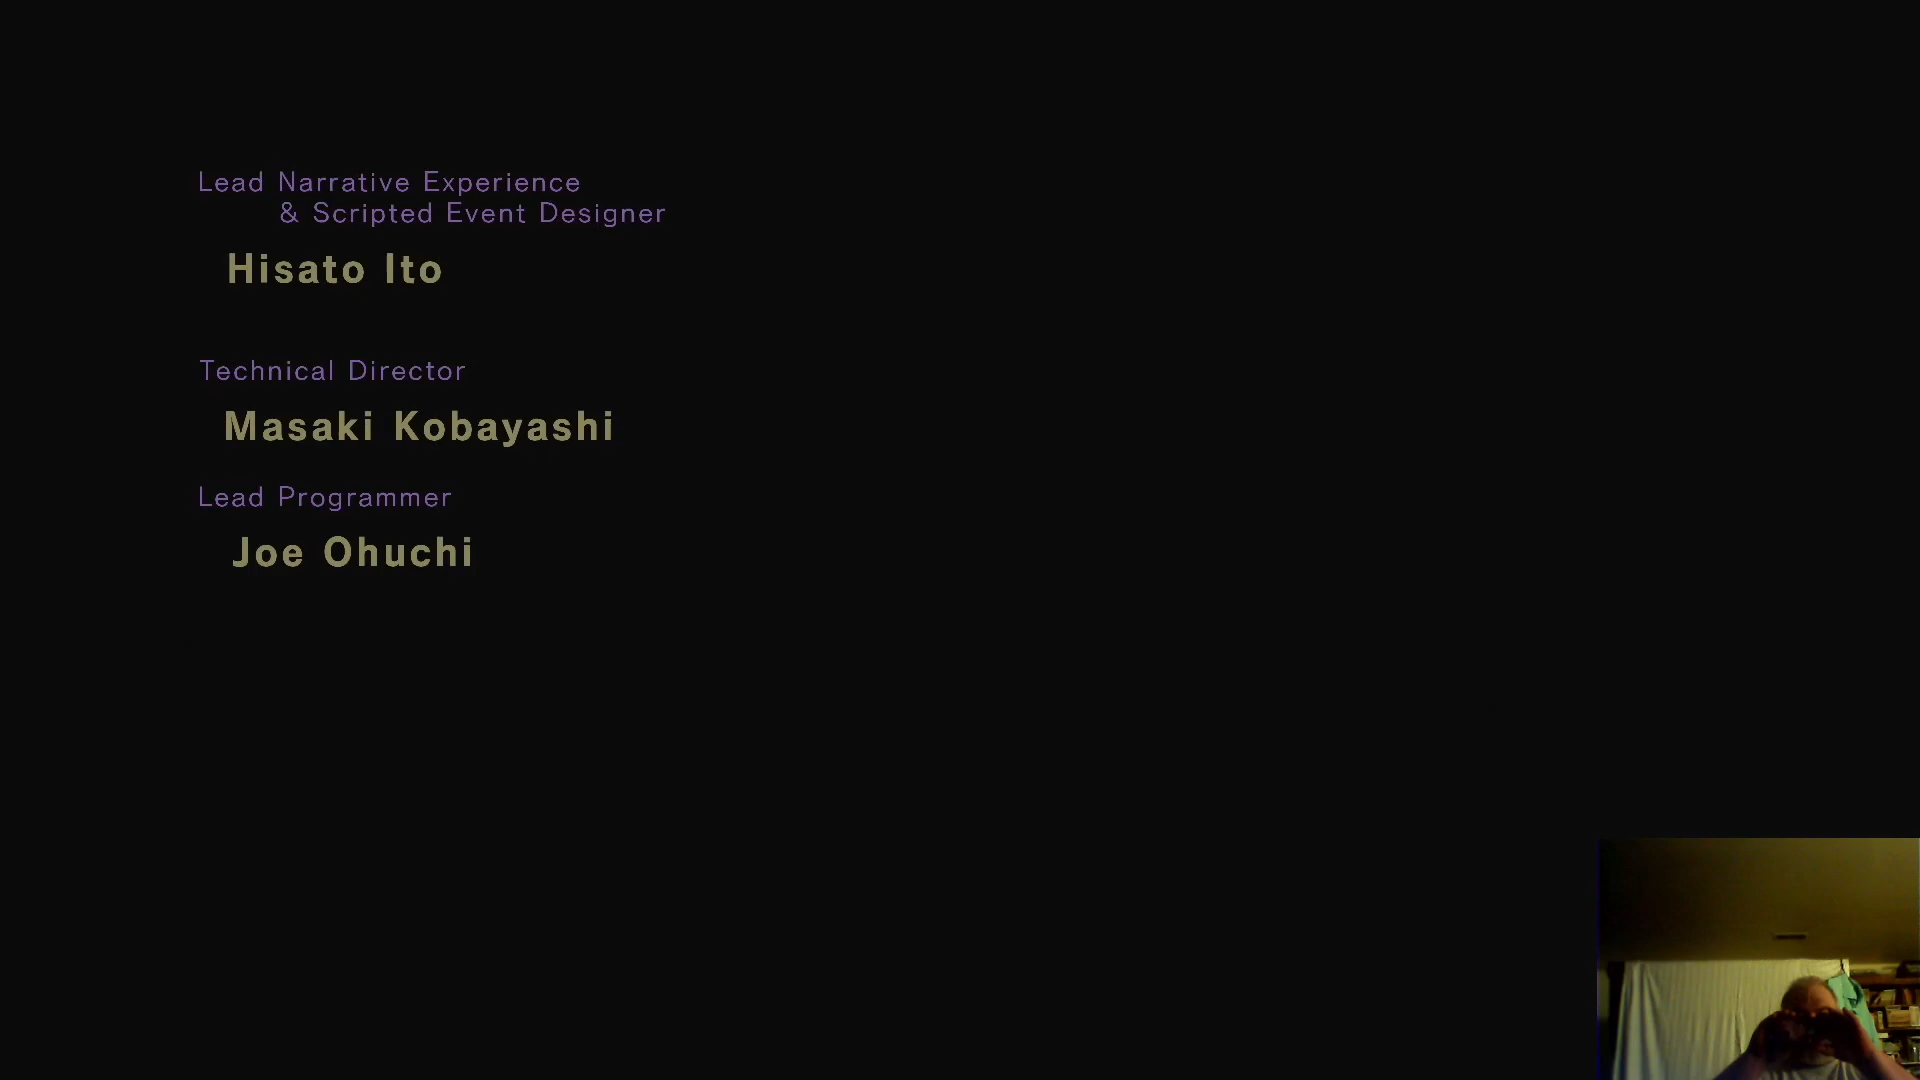 Lead Narrative Experience
& Scripted Event Designer
Hisato Ito
Technical Director
Masaki Kobayashi
Lead Programmer
Joe Ohuchi